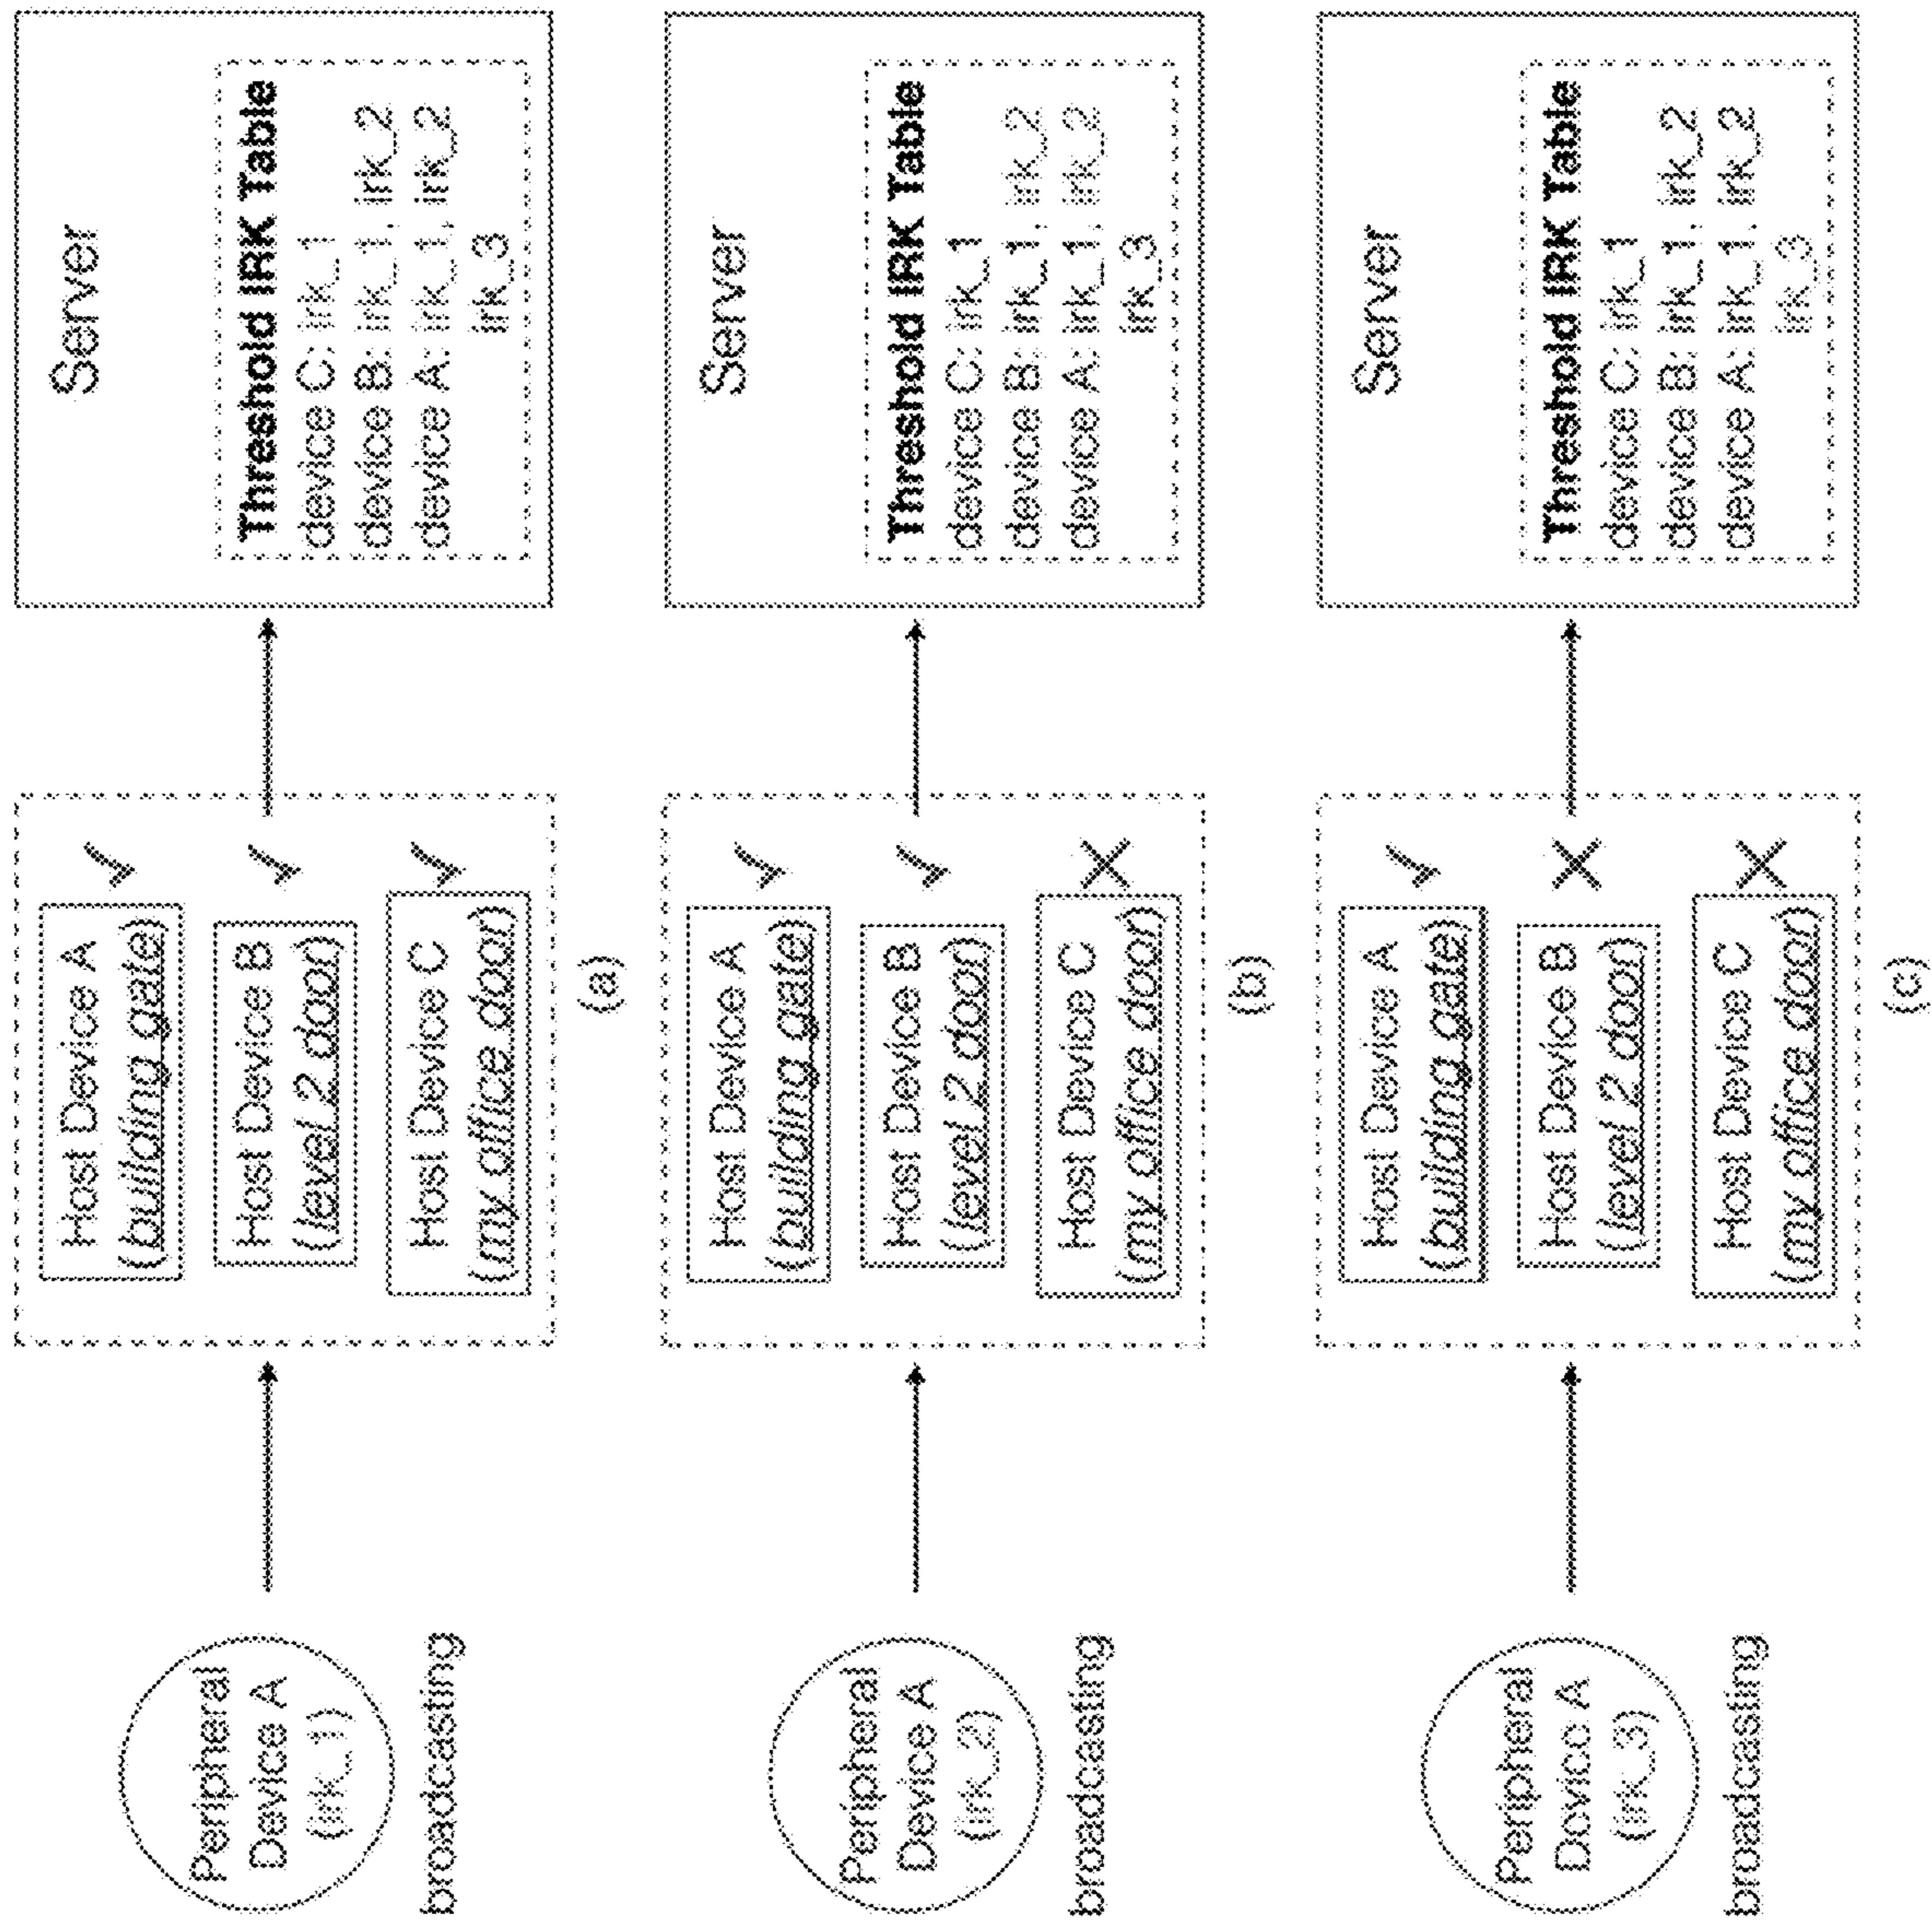 Peripheral
Device A
(irk_1)
broadcasting
Host Device A
(building gate)
Host Device B
(level 2 door)
Host Device C
(my office door)
Server
Threshold IRK Table
device C: irk_1
device B: irk_1, irk_2
device A: irk_1, irk_2
irk_3
(a)
Peripheral
Device A
(irk_2)
broadcasting
Host Device A
(building gate)
Host Device B
(level 2 door)
Host Device C
(my office door)
Server
Threshold IRK Table
device C: irk_1
device B: irk_1, irk_2
device A: irk_1, irk_2
irk_3
(b)
Peripheral
Device A
(irk_3)
broadcasting
Host Device A
(building gate)
Host Device B
(level 2 door)
Host Device C
(my office door)
Server
Threshold IRK Table
device C: irk_1
device B: irk_1, irk_2
device A: irk_1, irk_2
irk_3
(c)